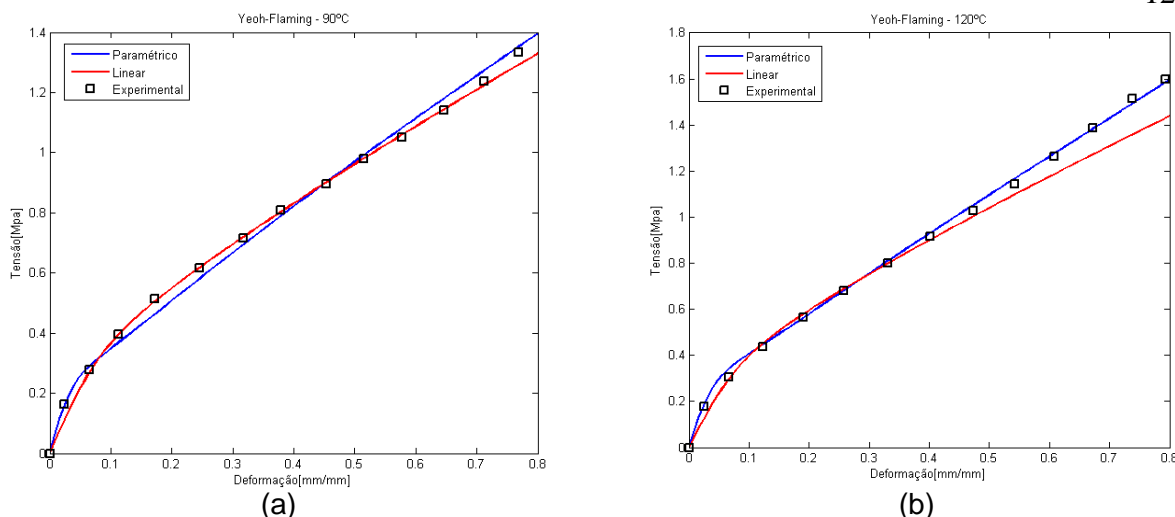 12
Yeoh-Flaming - 90ºC
1.4
1.2
1
0.8
0.6
0.4
0.2
0
Tensão[Mpa]
Paramétrico
Linear
Experimental
0 0.1 0.2 0.3 0.4 0.5 0.6 0.7 0.8
Deformação[mm/mm]
(a)
Yeoh-Flaming - 120ºC
1.8
1.6
1.4
1.2
1
0.8
0.6
0.4
0.2
0
Tensão[Mpa]
Paramétrico
Linear
Experimental
0 0.1 0.2 0.3 0.4 0.5 0.6 0.7 0.8
Deformação[mm/mm]
(b)